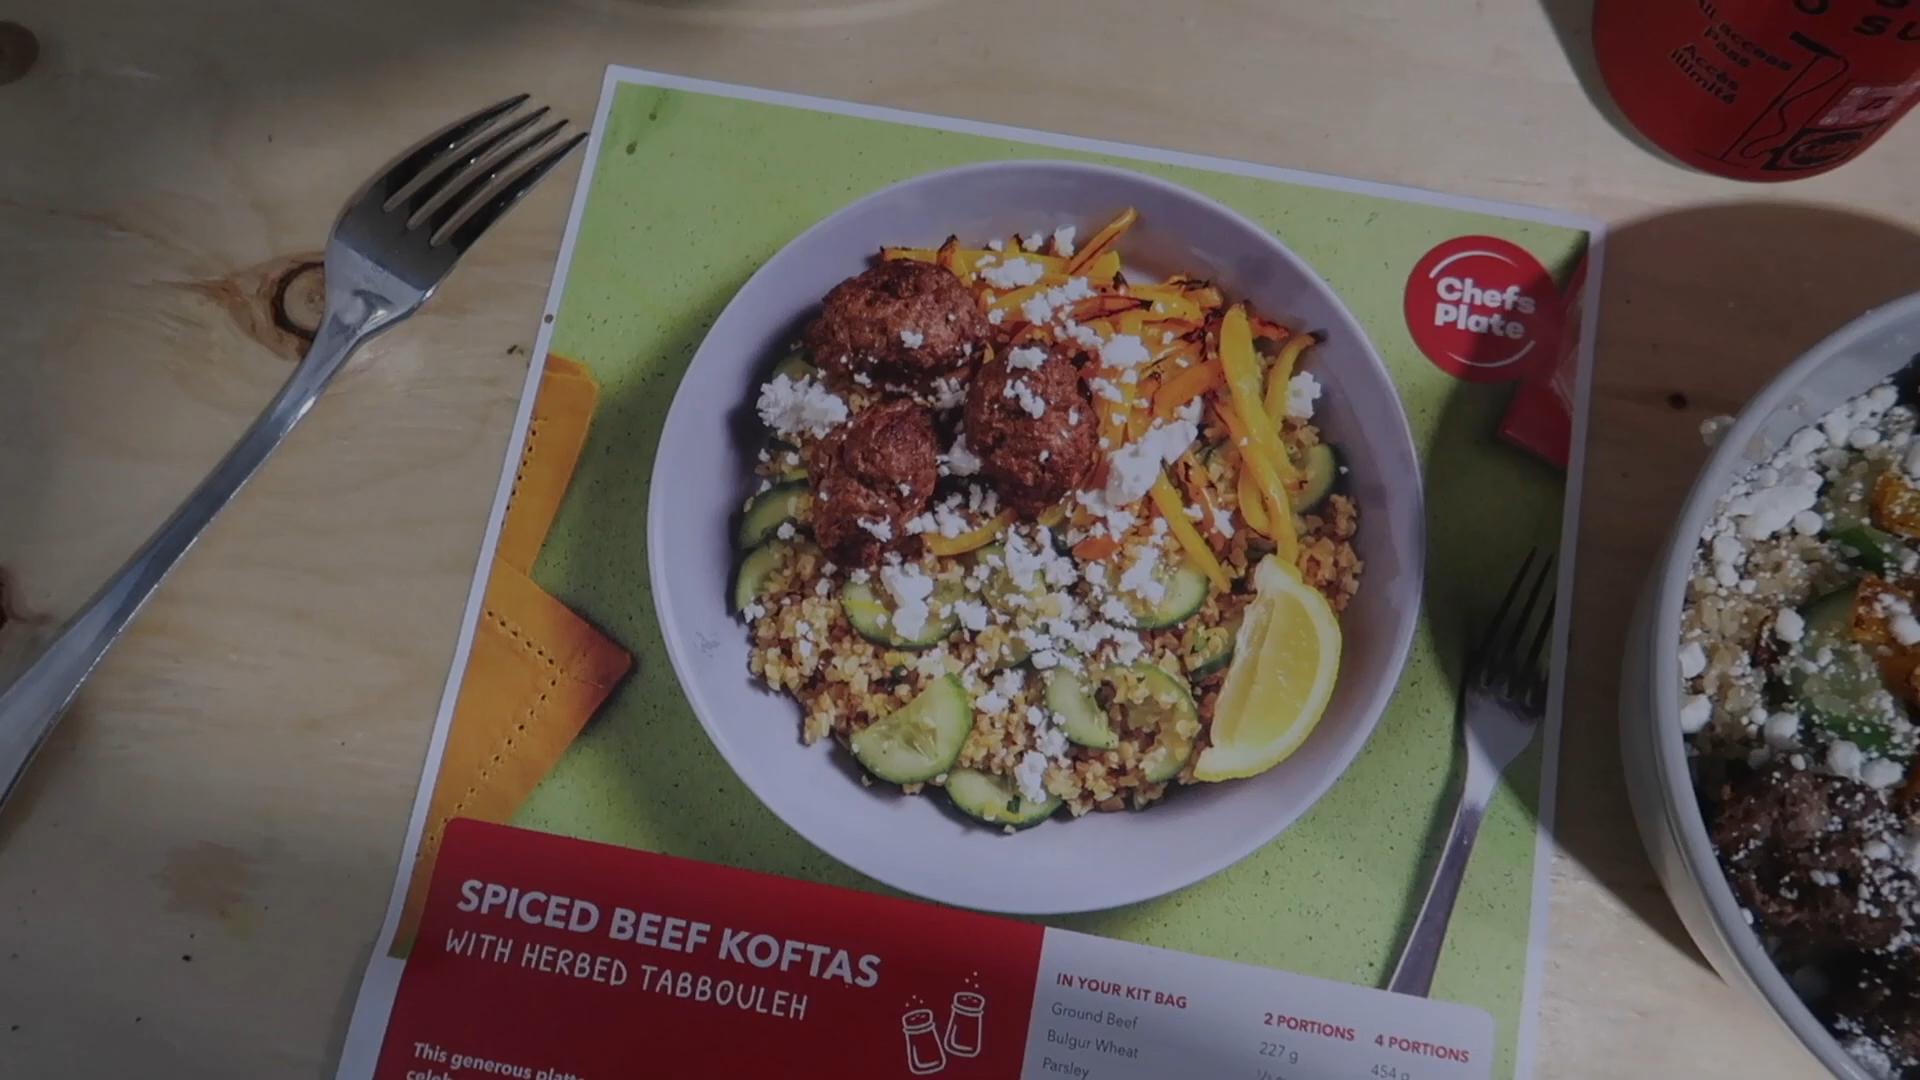 SU
All access
pass
Accès
illimité
Chefs
Plate
SPICED BEEF KOFTAS
WITH HERBED TABBOULEH
This generous
IN YOUR KIT BAG
2 PORTIONS 4 PORTIONS
Ground Beef 227 g 454 g
Bulgur Wheat
Parsley